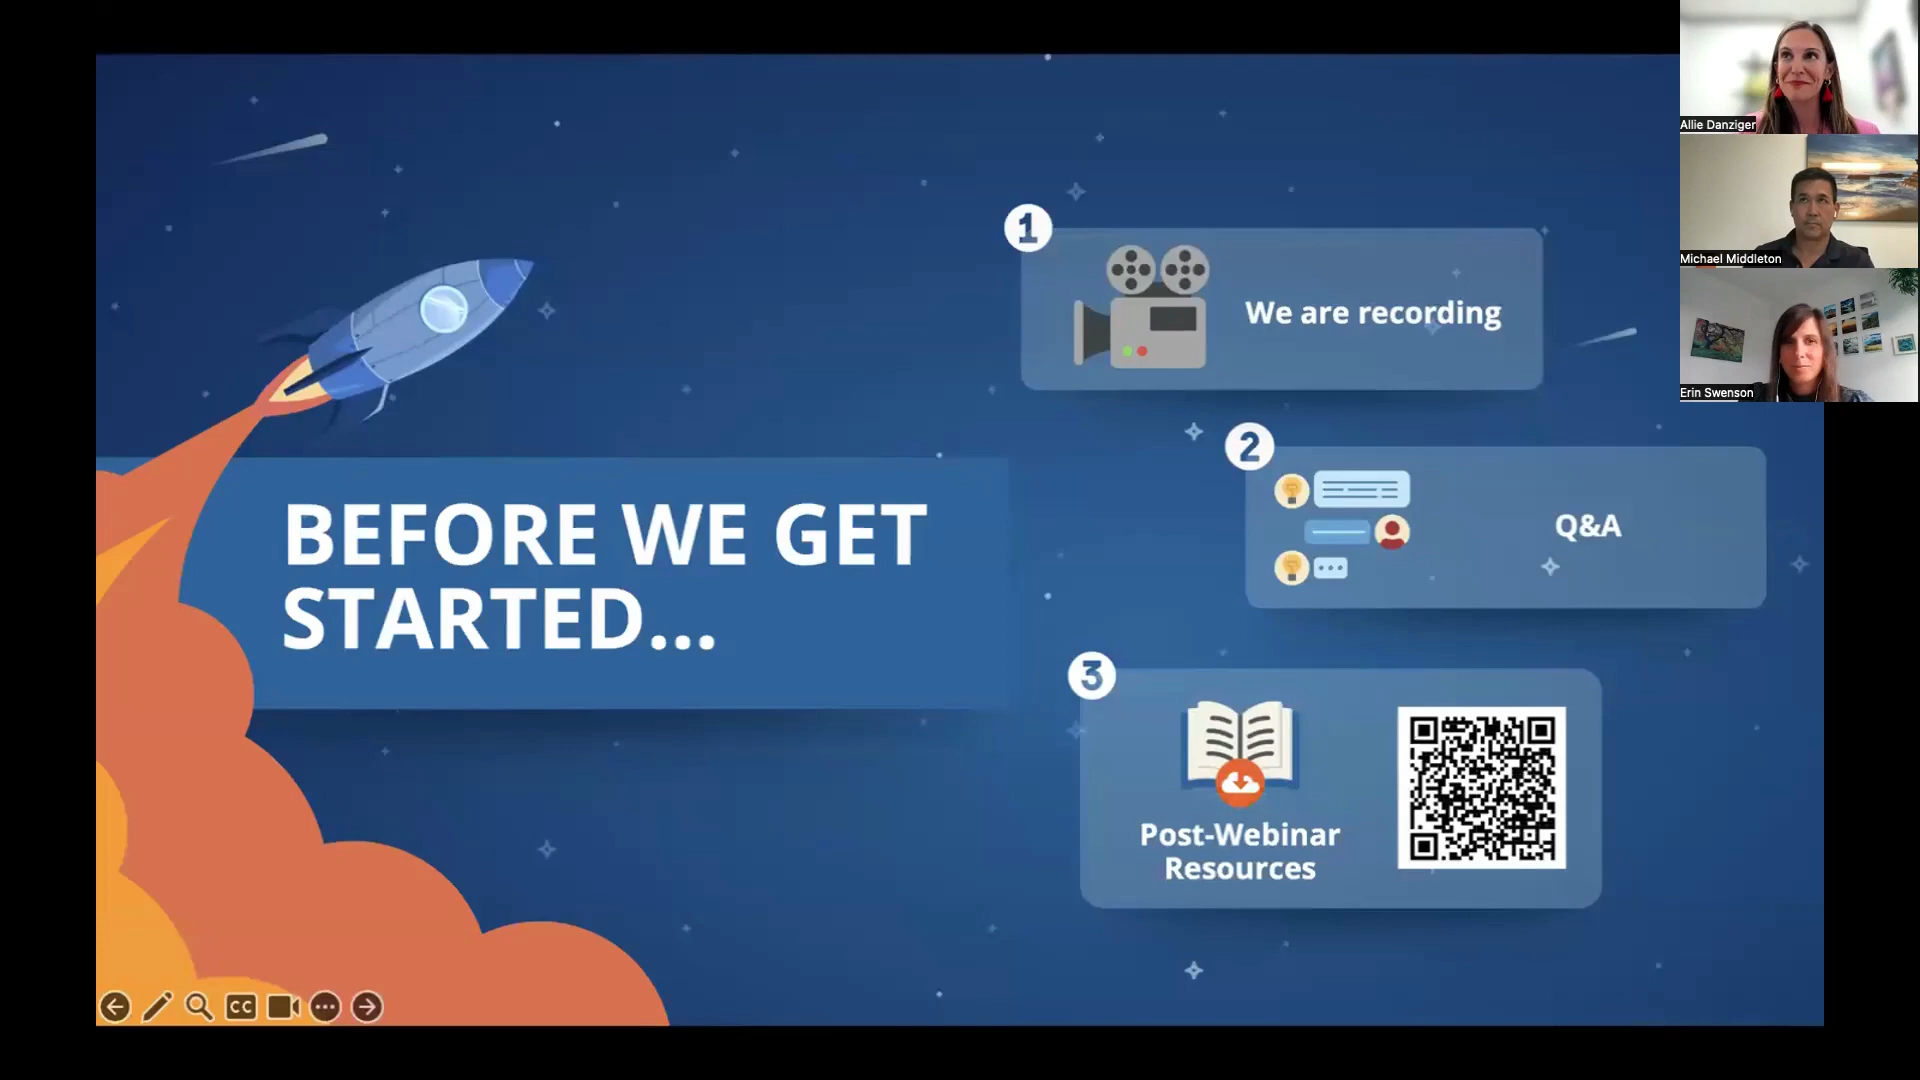 BEFORE WE GET
STARTED...
1
We are recording
2
Q&A
3
Post-Webinar
Resources
Allie Danziger
Michael Middleton
Erin Swenson
CC